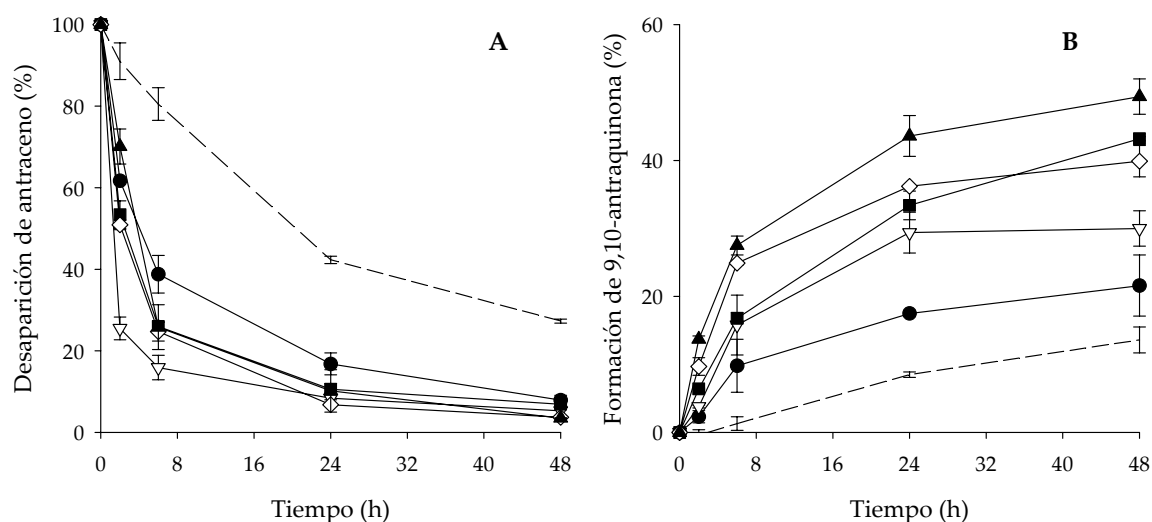 Desaparición de antraceno (%)
100
80
60
40
20
0
A
0 8 16 24 32 40 48
Tiempo (h)
Formación de 9,10-antraquinona (%)
60
40
20
0
B
0 8 16 24 32 40 48
Tiempo (h)